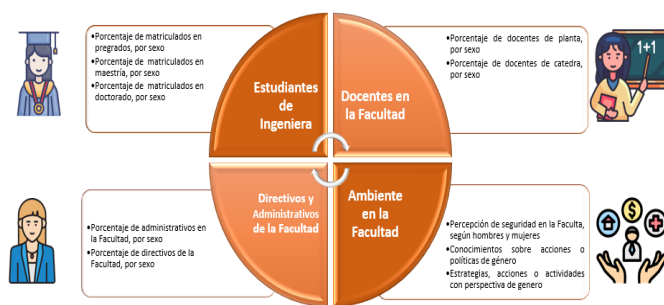 •Porcentaje de matriculados en
pregrados, por sexo
•Porcentaje de matriculados en
maestría, por sexo
•Porcentaje de matriculados en
doctorado, por sexo
Estudiantes
de
Ingeniera
Docentes en
la Facultad
•Porcentaje de docentes de planta,
por sexo
•Porcentaje de docentes de catedra,
por sexo
1+1
•Porcentaje de administrativos en
la Facultad, por sexo
•Porcentaje de directivos de la
Facultad, por sexo
Directivos y
Administrativos
de la Facultad
Ambiente
en la
Facultad
•Percepción de seguridad en la Faculta,
según hombres y mujeres
•Conocimientos sobre acciones o
políticas de género
•Estrategias, acciones o actividades
con perspectiva de genero
$